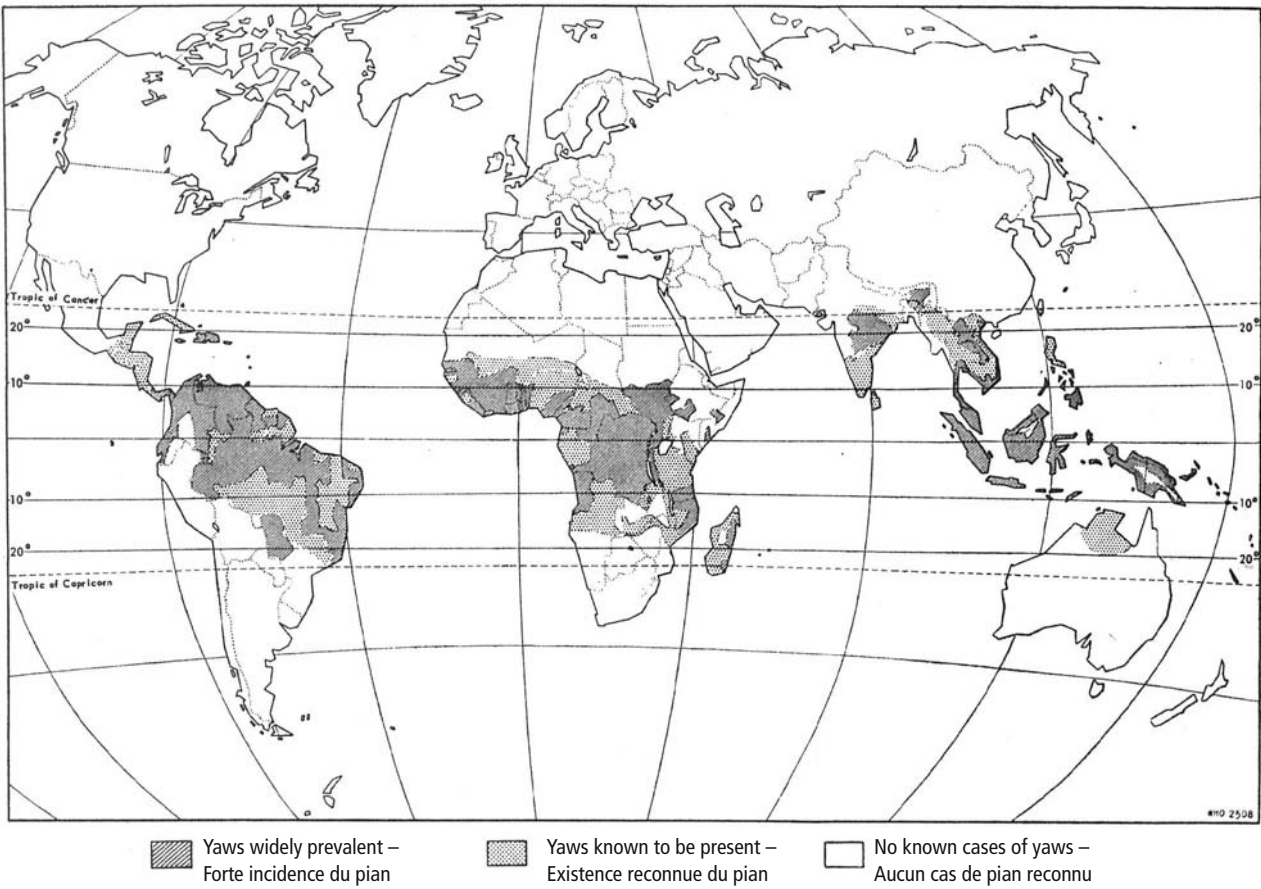 Tropic of Cancer
20° 20°
10° 10°
10° 10°
20° 20°
Tropic of Capricorn
WHO 2508
Yaws widely prevalent –
Forte incidence du pian
Yaws known to be present –
Existence reconnue du pian
No known cases of yaws –
Aucun cas de pian reconnu